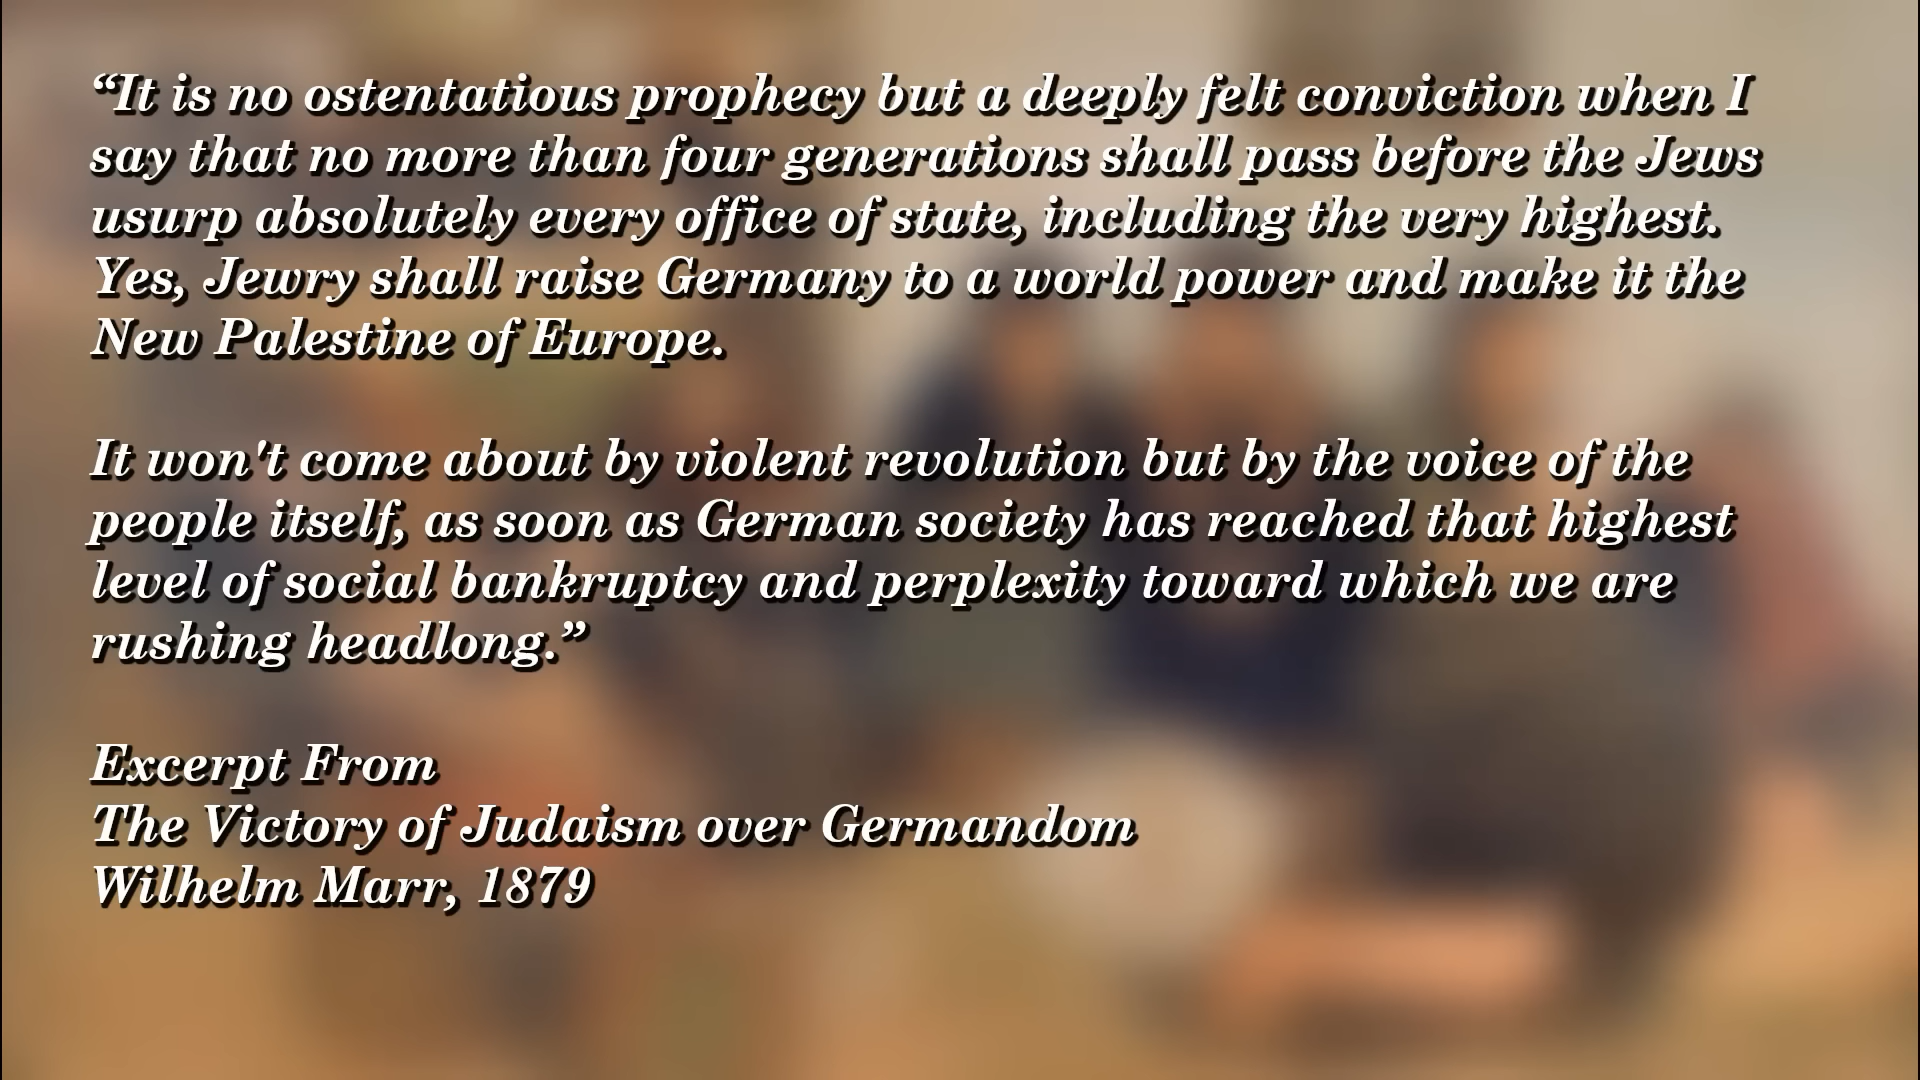 “It is no ostentatious prophecy but a deeply felt conviction when I
say that no more than four generations shall pass before the Jews
usurp absolutely every office of state, including the very highest.
Yes, Jewry shall raise Germany to a world power and make it the
New Palestine of Europe.
It won't come about by violent revolution but by the voice of the
people itself, as soon as German society has reached that highest
level of social bankruptcy and perplexity toward which we are
rushing headlong.”
Excerpt From
The Victory of Judaism over Germandom
Wilhelm Marr, 1879